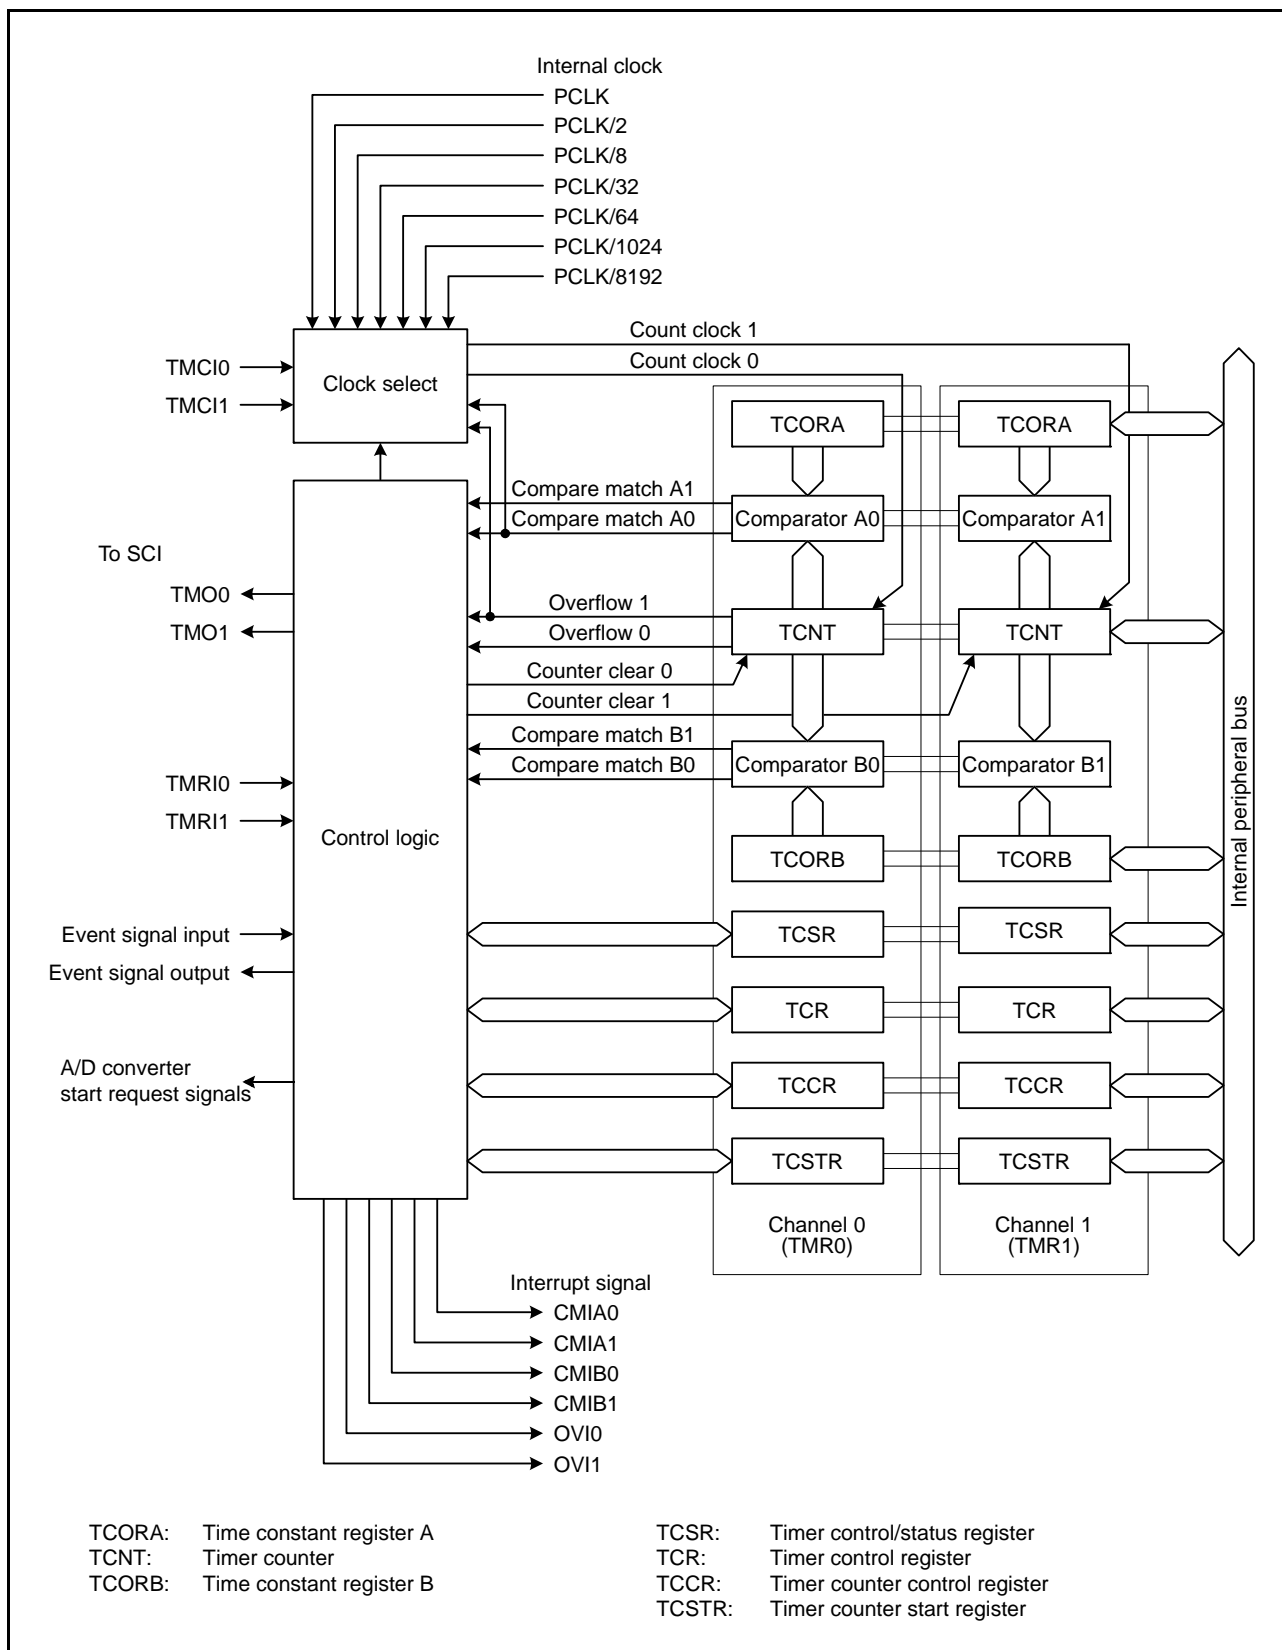 Internal clock
PCLK
PCLK/2
PCLK/8
PCLK/32
PCLK/64
PCLK/1024
PCLK/8192
Count clock 1
Count clock 0
TMCI0
TMCI1
Clock select
TCORA
TCORA
Compare match A1
Compare match A0
Comparator A0
Comparator A1
To SCI
TMO0
TMO1
Overflow 1
Overflow 0
TCNT
TCNT
Counter clear 0
Counter clear 1
Compare match B1
Compare match B0
Comparator B0
Comparator B1
TMRI0
TMRI1
Control logic
TCORB
TCORB
Internal peripheral bus
Event signal input
Event signal output
TCSR
TCSR
TCR
TCR
A/D converter
start request signals
TCCR
TCCR
TCSTR
TCSTR
Channel 0
(TMR0)
Channel 1
(TMR1)
Interrupt signal
CMIA0
CMIA1
CMIB0
CMIB1
OVI0
OVI1
TCORA: Time constant register A
TCNT: Timer counter
TCORB: Time constant register B
TCSR: Timer control/status register
TCR: Timer control register
TCCR: Timer counter control register
TCSTR: Timer counter start register